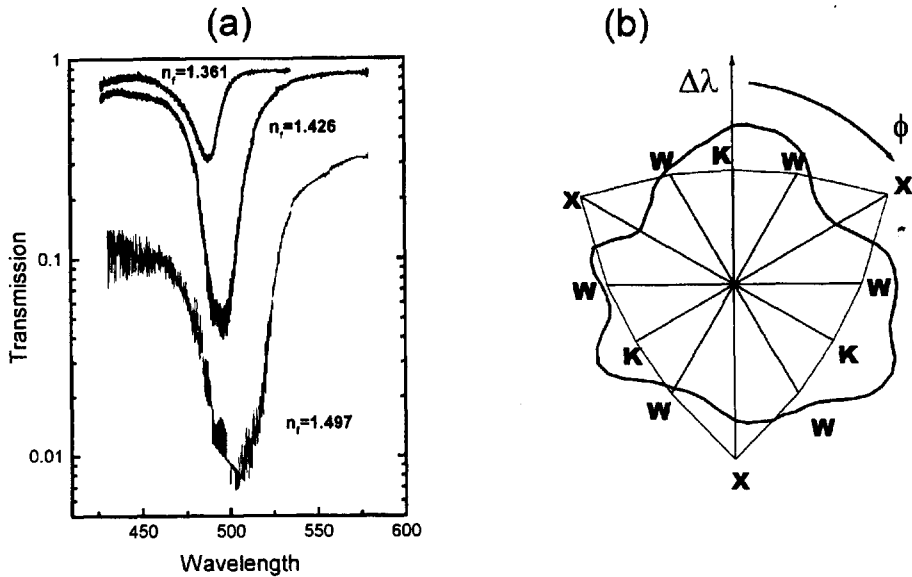 (a)
1
0.1
0.01
Transmission
450
500
550
600
Wavelength
n_f=1.361
n_f=1.426
n_f=1.497
(b)
Δλ
ϕ
W
K
W
X
X
W
W
K
K
W
W
X